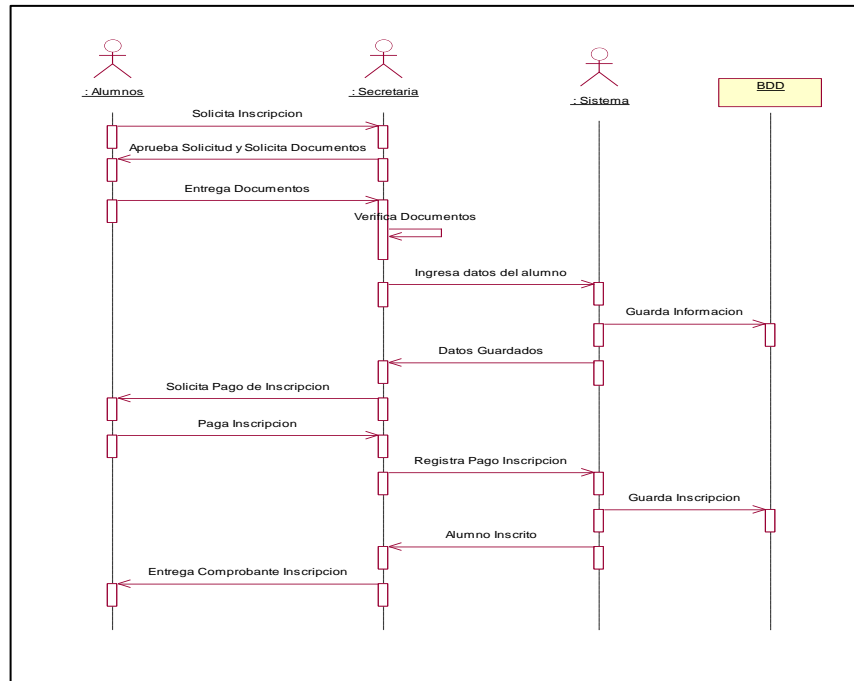 : Alumnos
: Secretaria
: Sistema
BDD
Solicita Inscripcion
Aprueba Solicitud y Solicita Documentos
Entrega Documentos
Verifica Documentos
Ingresa datos del alumno
Guarda Informacion
Datos Guardados
Solicita Pago de Inscripcion
Paga Inscripcion
Registra Pago Inscripcion
Guarda Inscripcion
Alumno Inscrito
Entrega Comprobante Inscripcion